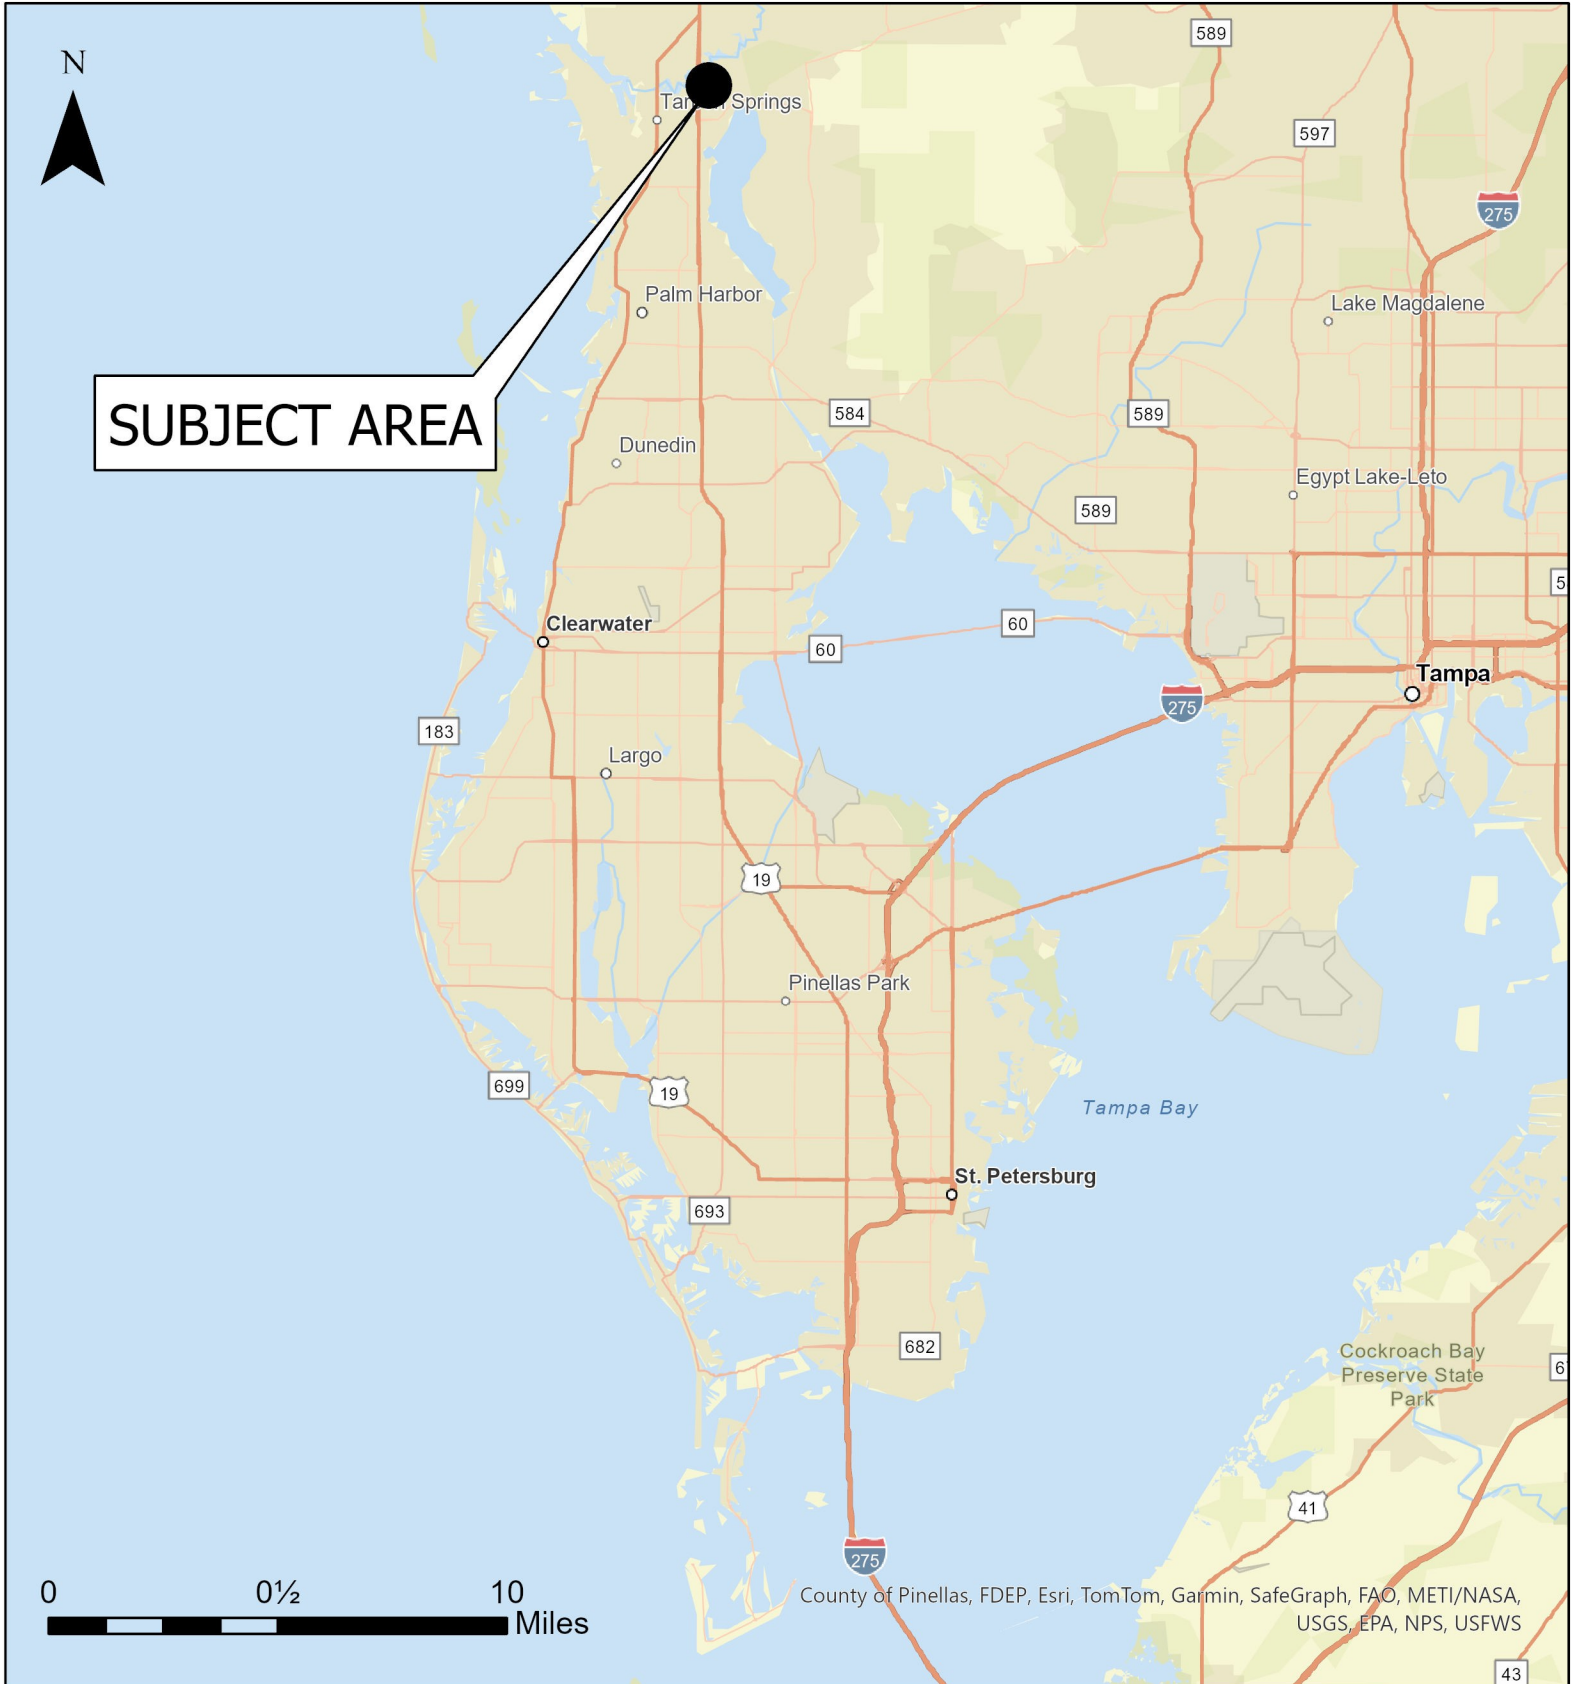 589
N
Springs
597
275
Palm Harbor
Lake Magdalene
SUBJECT AREA
584
589
Dunedin
Egypt Lake-Leto
589
5
Clearwater
60
60
Tampa
275
183
Largo
19
Pinellas Park
699
19
Tampa Bay
St. Petersburg
693
682
Cockroach Bay
Preserve State
Park
6
41
275
0 0½ 10
Miles
County of Pinellas, FDEP, Esri, TomTom, Garmin, SafeGraph, FAO, METI/NASA,
USGS, EPA, NPS, USFWS
43